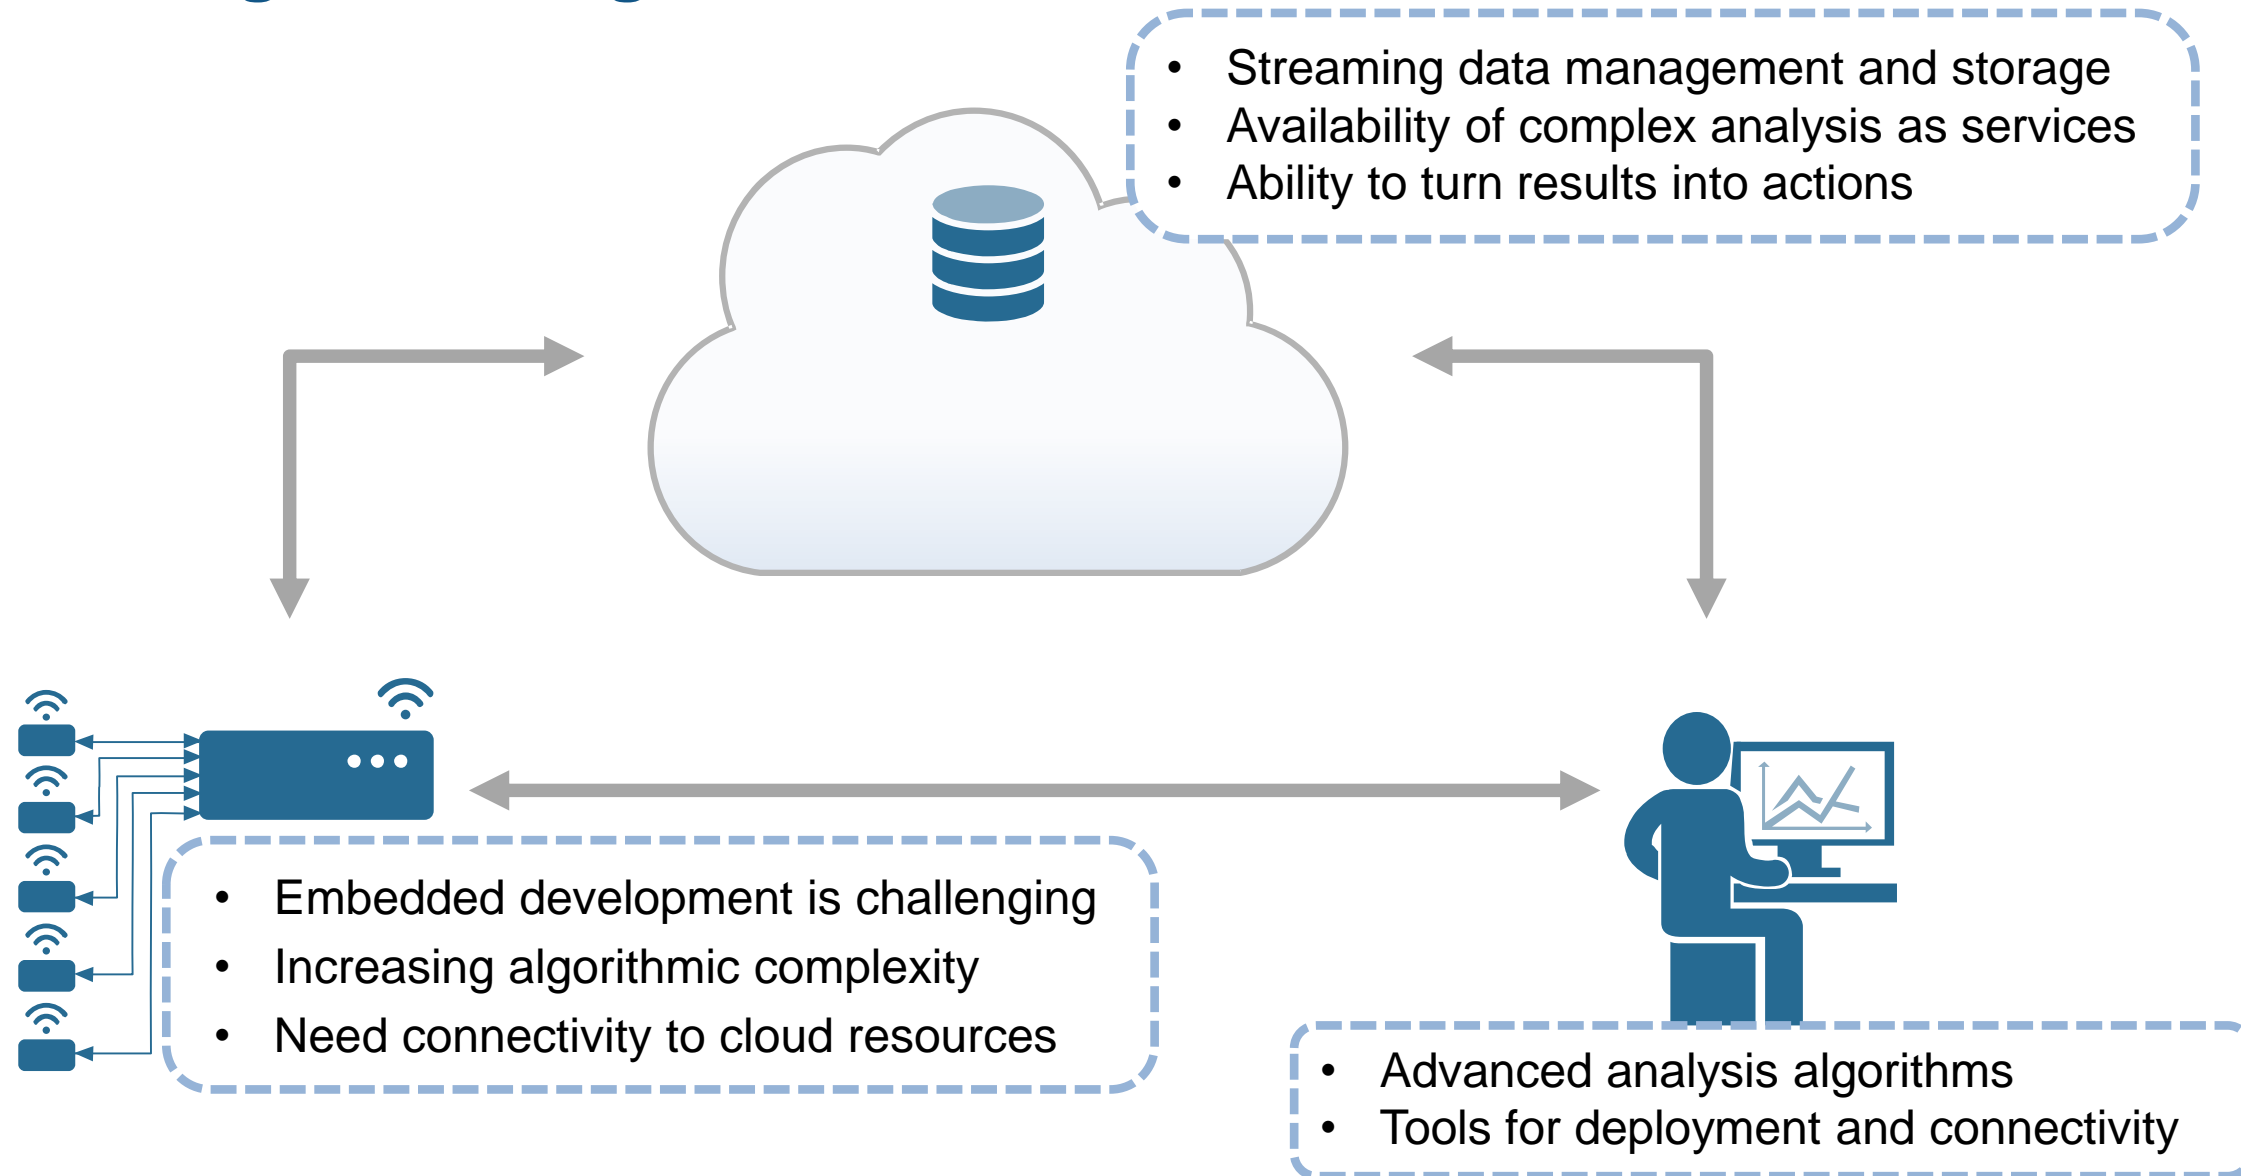 • Streaming data management and storage
• Availability of complex analysis as services
• Ability to turn results into actions
• Embedded development is challenging
• Increasing algorithmic complexity
• Need connectivity to cloud resources
• Advanced analysis algorithms
• Tools for deployment and connectivity